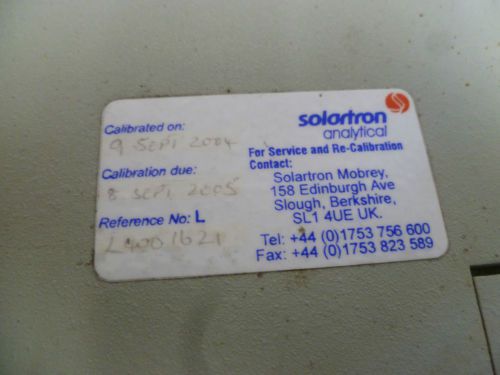 solartron
analytical
Calibrated on:
9 SEPT 2004
Calibration due:
8 SEPT 2005
Reference No: L
For Service and Re-Calibration
Contact:
Solartron Mobrey,
158 Edinburgh Ave
Slough, Berkshire,
SL1 4UE UK.
Tel: +44 (0)1753 756 600
Fax: +44 (0)1753 823 589